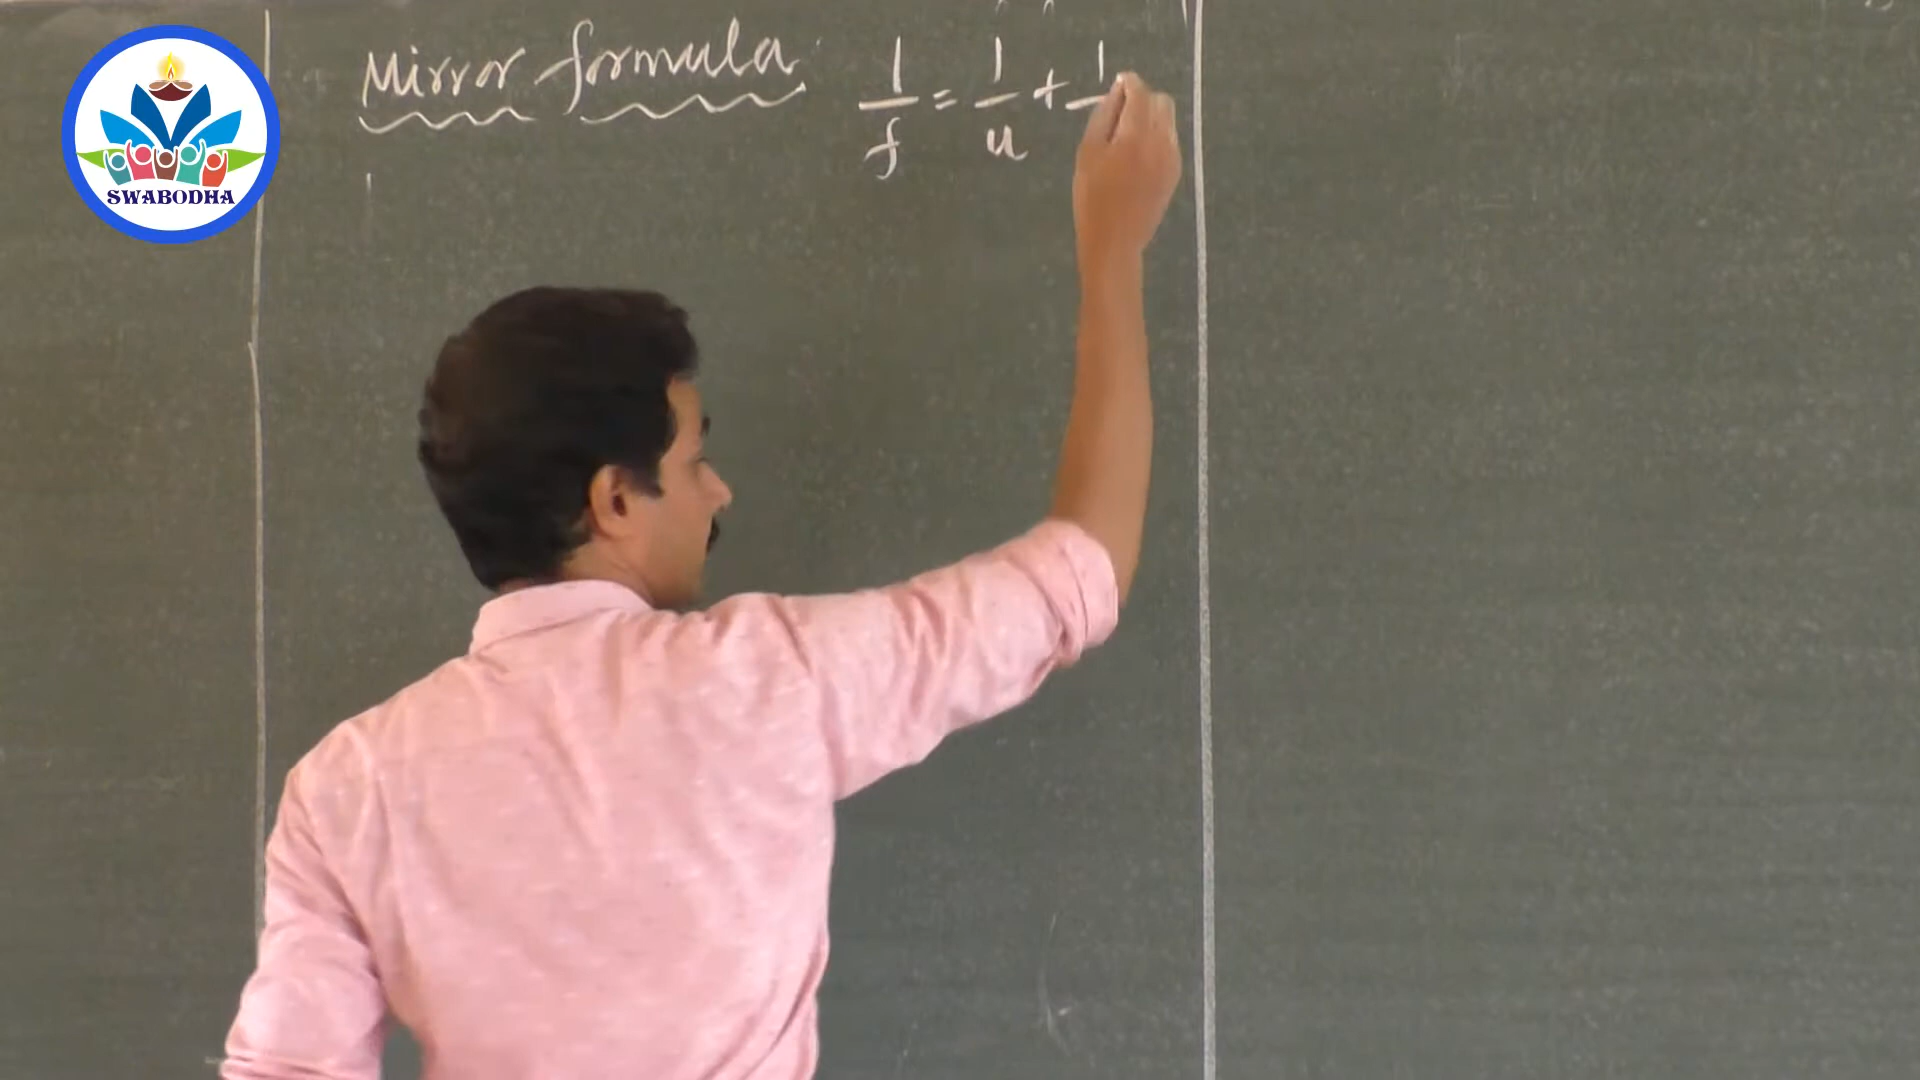 Mirror formula 1/f = 1/u + 1
SWABODHA